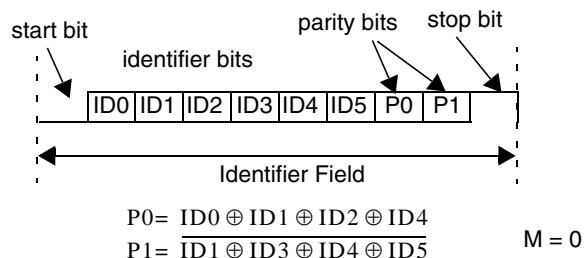 start bit
identifier bits
parity bits
stop bit
ID0 ID1 ID2 ID3 ID4 ID5 P0 P1
Identifier Field
P0= ID0 ⊕ ID1 ⊕ ID2 ⊕ ID4
P1= ID1 ⊕ ID3 ⊕ ID4 ⊕ ID5
M = 0